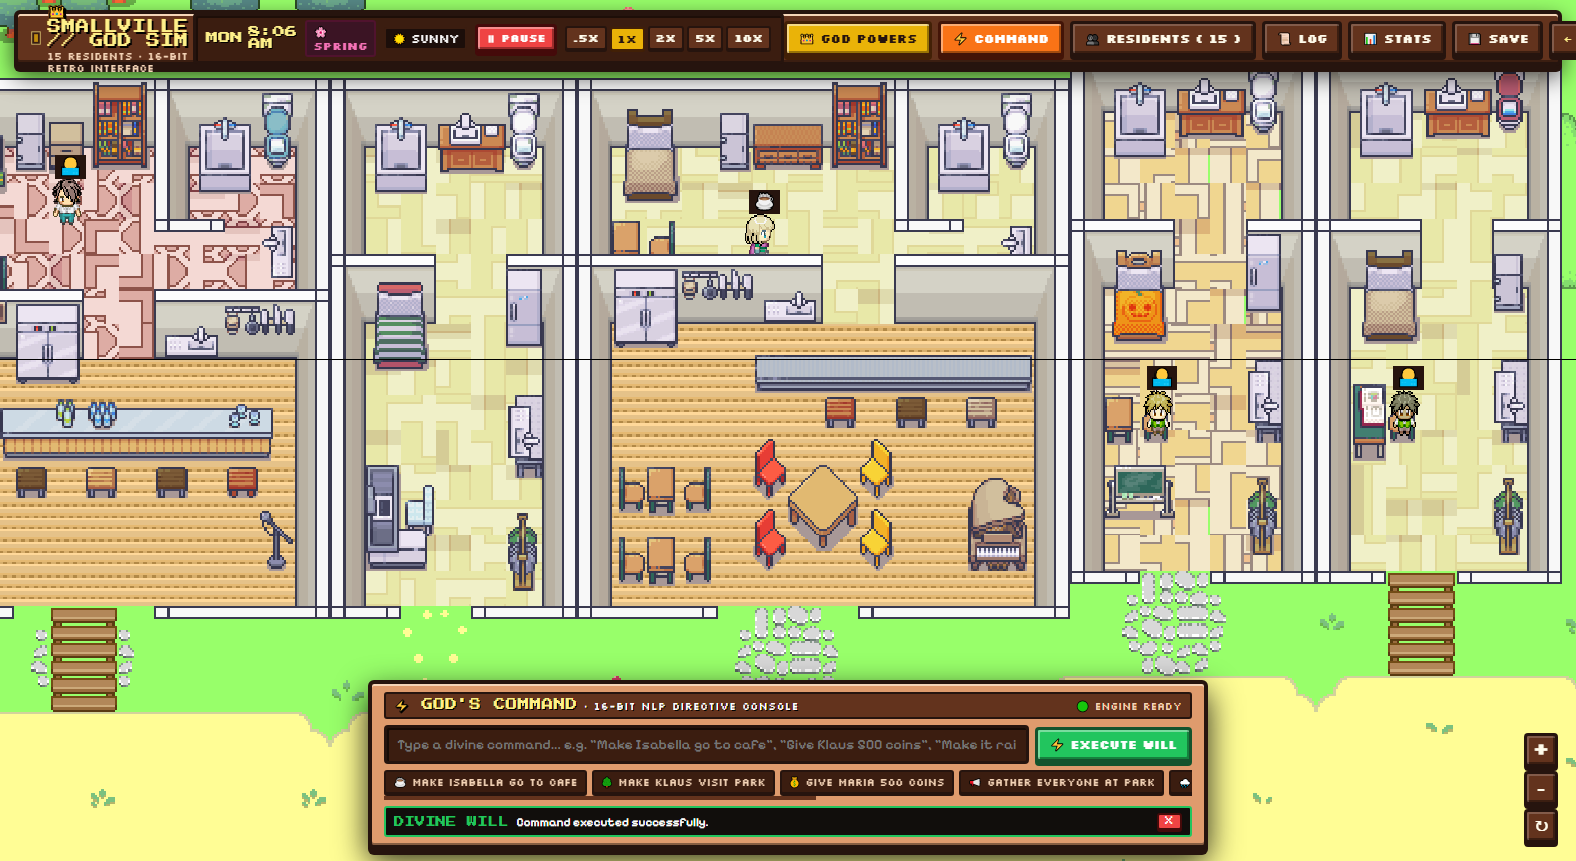 SMALLVILLE
// GOD SIM
15 RESIDENTS · 16-BIT
RETRO INTERFACE
MON 8:06 AM
SPRING
SUNNY
PAUSE
.5X
1X
2X
5X
10X
GOD POWERS
COMMAND
RESIDENTS ( 15 )
LOG
STATS
SAVE
←
GOD'S COMMAND · 16-BIT NLP DIRECTIVE CONSOLE
ENGINE READY
Type a divine command... e.g. "Make Isabella go to cafe", "Give Klaus 800 coins", "Make it rai
EXECUTE WILL
MAKE ISABELLA GO TO CAFE
MAKE KLAUS VISIT PARK
GIVE MARIA 500 COINS
GATHER EVERYONE AT PARK
DIVINE WILL Command executed successfully.
X
+
-
↻